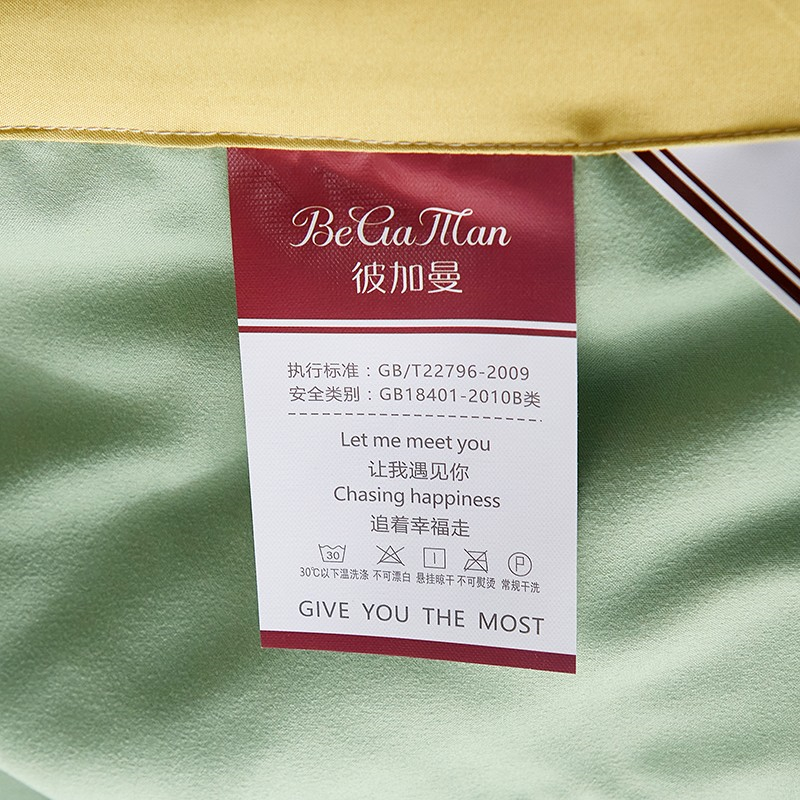 BeGaMan
彼加曼
执行标准：GB/T22796-2009
安全类别：GB18401-2010B类
Let me meet you
让我遇见你
Chasing happiness
追着幸福走
30 P
30℃以下温洗涤 不可漂白 悬挂晾干 不可熨烫 常规干洗
GIVE YOU THE MOST